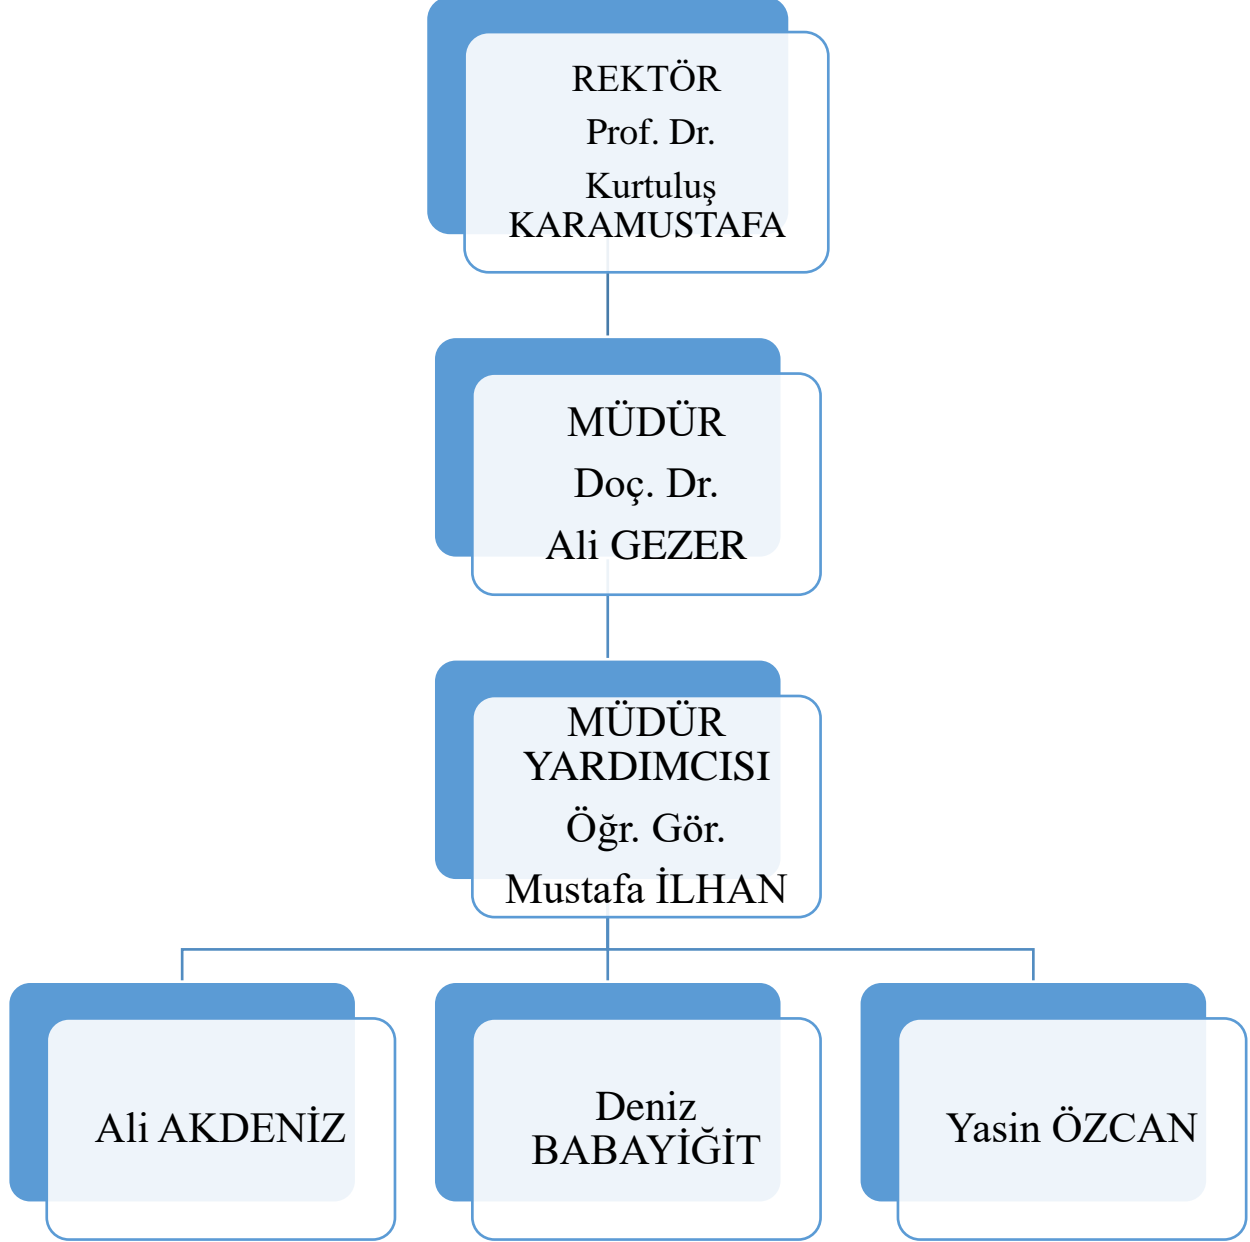 REKTÖR
Prof. Dr.
Kurtuluş
KARAMUSTAFA
MÜDÜR
Doç. Dr.
Ali GEZER
MÜDÜR
YARDIMCISI
Öğr. Gör.
Mustafa İLHAN
Ali AKDENİZ
Deniz
BABAYİĞİT
Yasin ÖZCAN